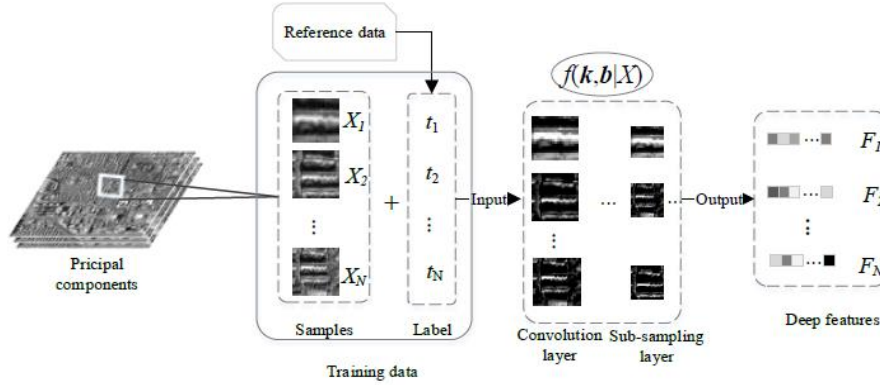 Reference data
f(k,b|X)
X1
t1
F1
X2
t2
F2
+
Input
...
...
Output
⋮
⋮
⋮
⋮
XN
tN
FN
Pricipal
components
Samples
Label
Convolution
layer
Sub-sampling
layer
Deep features
Training data